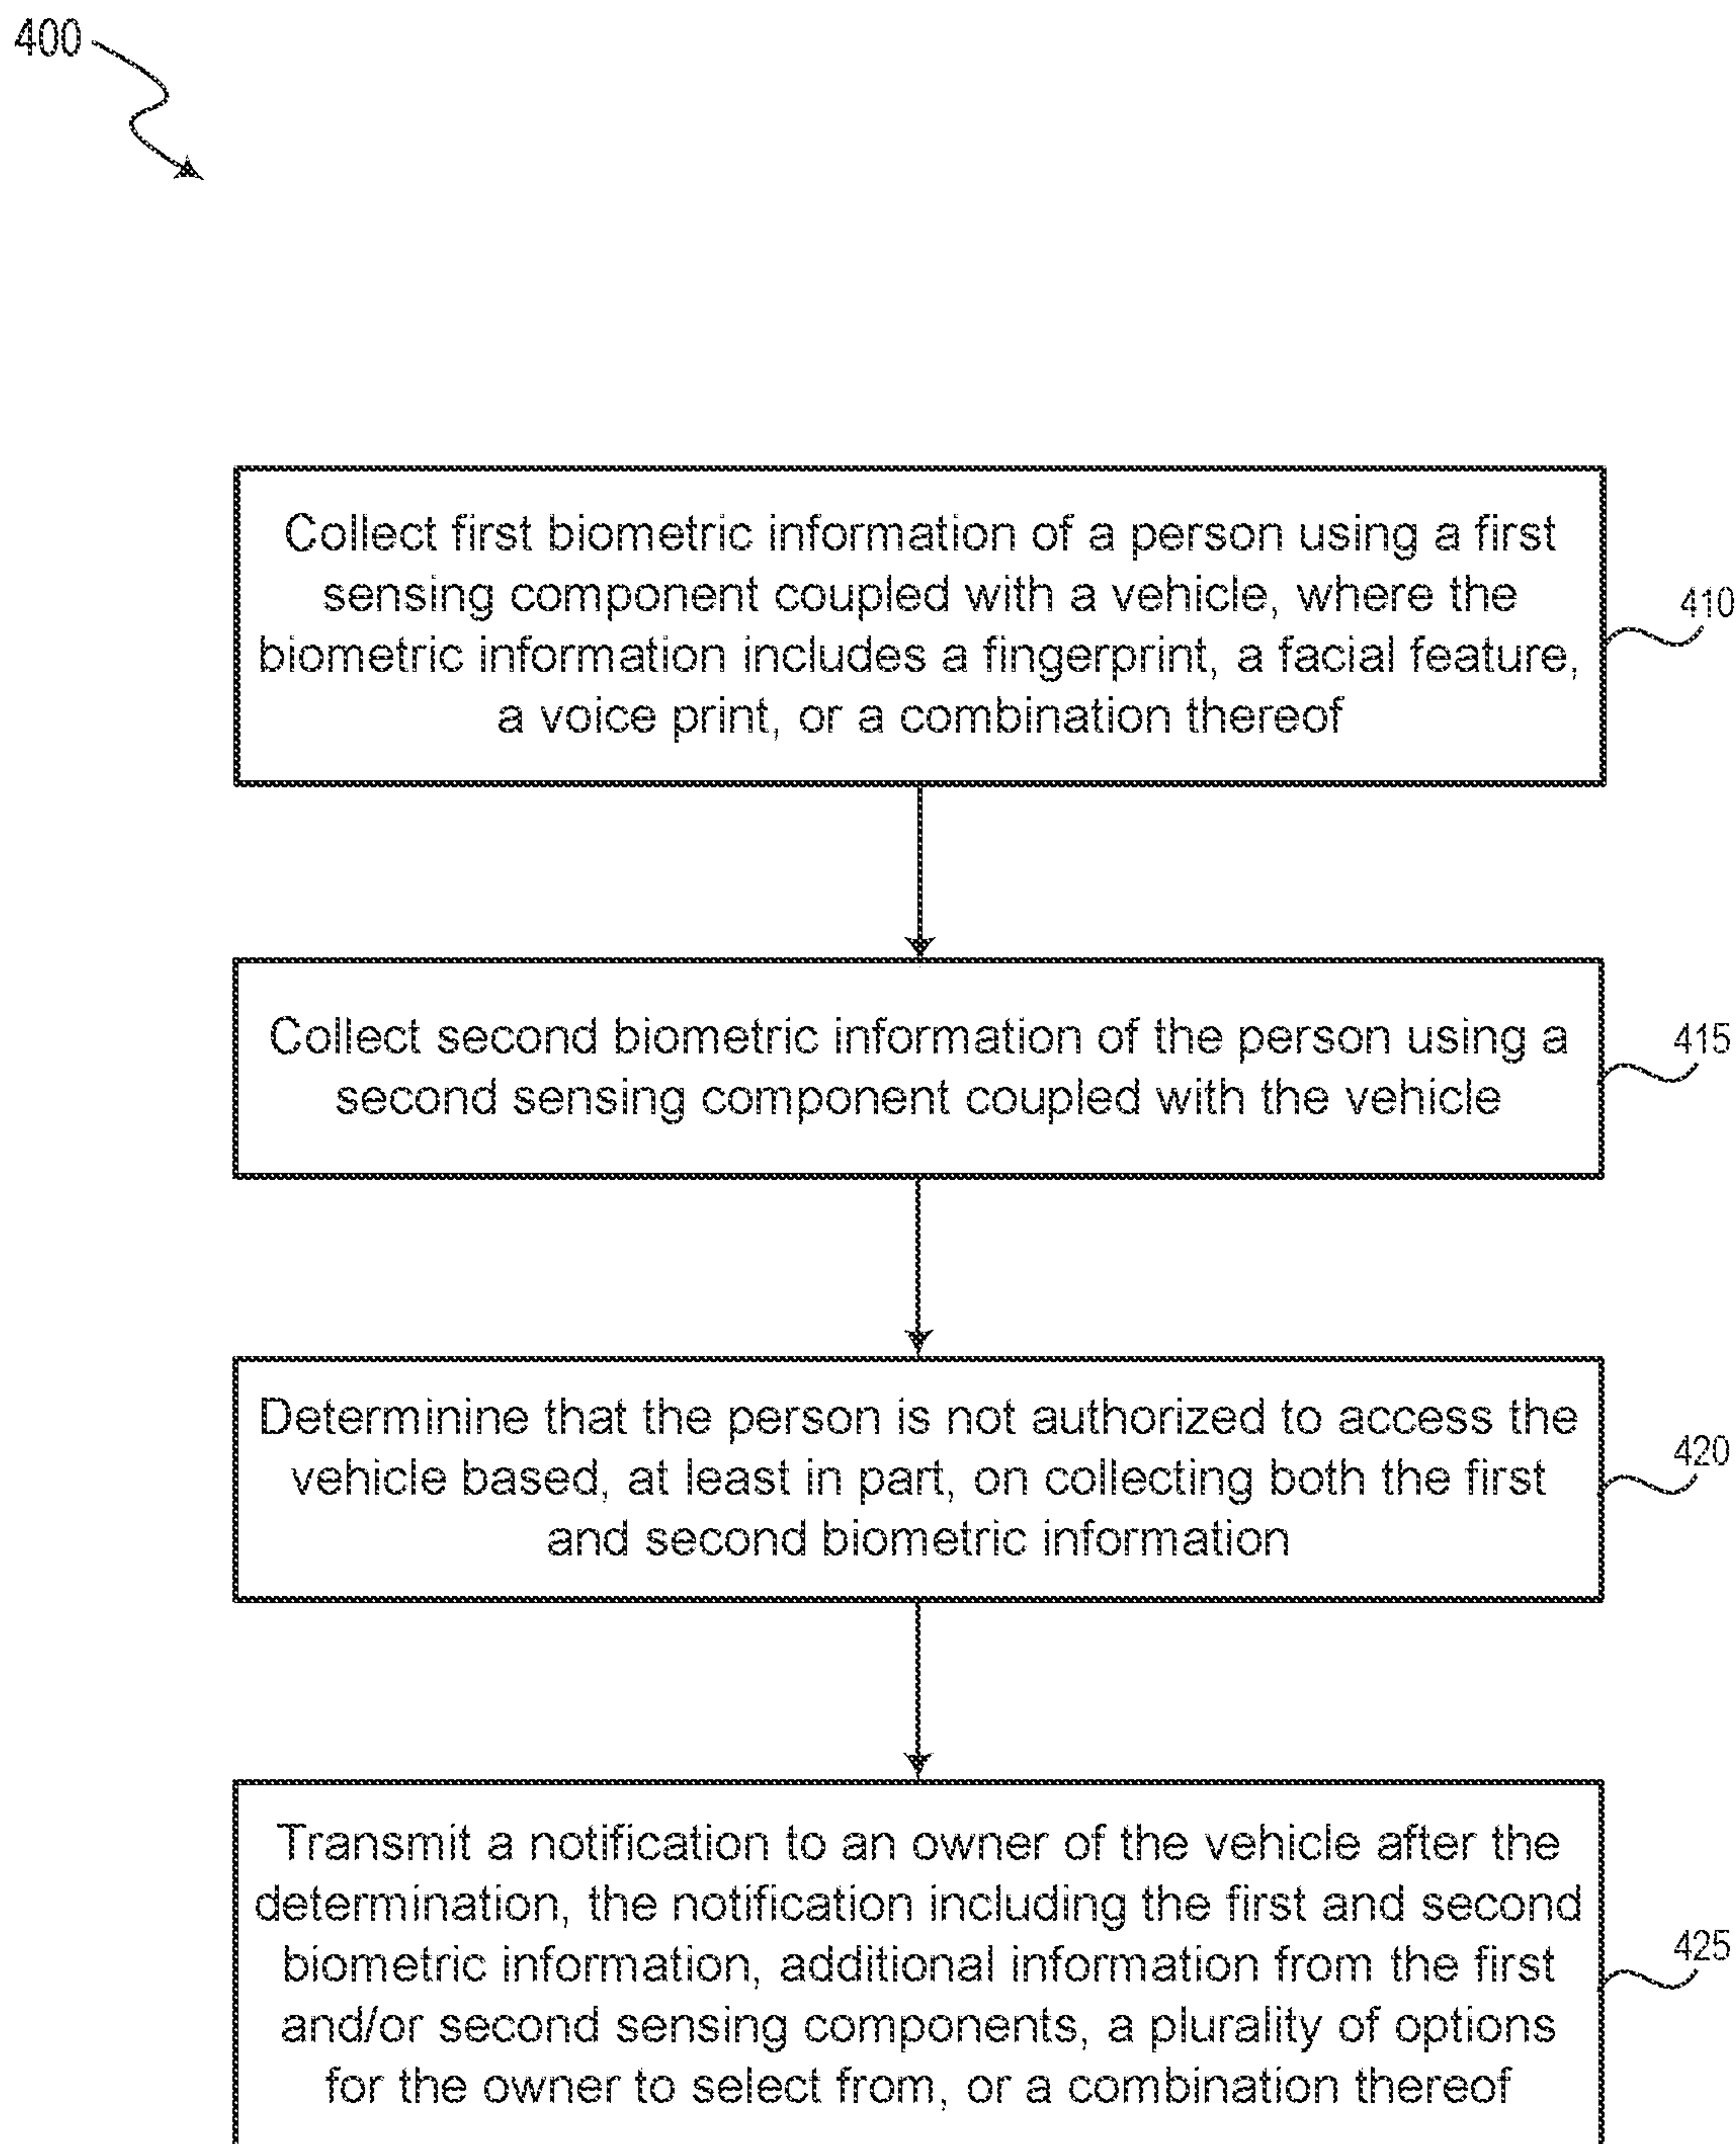 400
Collect first biometric information of a person using a first
sensing component coupled with a vehicle, where the
biometric information includes a fingerprint, a facial feature,
a voice print, or a combination thereof
410
Collect second biometric information of the person using a
second sensing component coupled with the vehicle
415
Determinine that the person is not authorized to access the
vehicle based, at least in part, on collecting both the first
and second biometric information
420
Transmit a notification to an owner of the vehicle after the
determination, the notification including the first and second
biometric information, additional information from the first
and/or second sensing components, a plurality of options
for the owner to select from, or a combination thereof
425